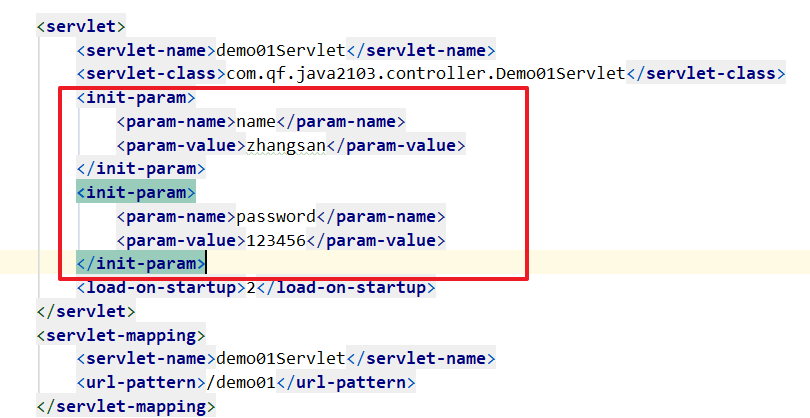 <servlet>
<servlet-name>demo01Servlet</servlet-name>
<servlet-class>com.qf.java2103.controller.Demo01Servlet</servlet-class>
<init-param>
<param-name>name</param-name>
<param-value>zhangsan</param-value>
</init-param>
<init-param>
<param-name>password</param-name>
<param-value>123456</param-value>
</init-param>
<load-on-startup>2</load-on-startup>
</servlet>
<servlet-mapping>
<servlet-name>demo01Servlet</servlet-name>
<url-pattern>/demo01</url-pattern>
</servlet-mapping>